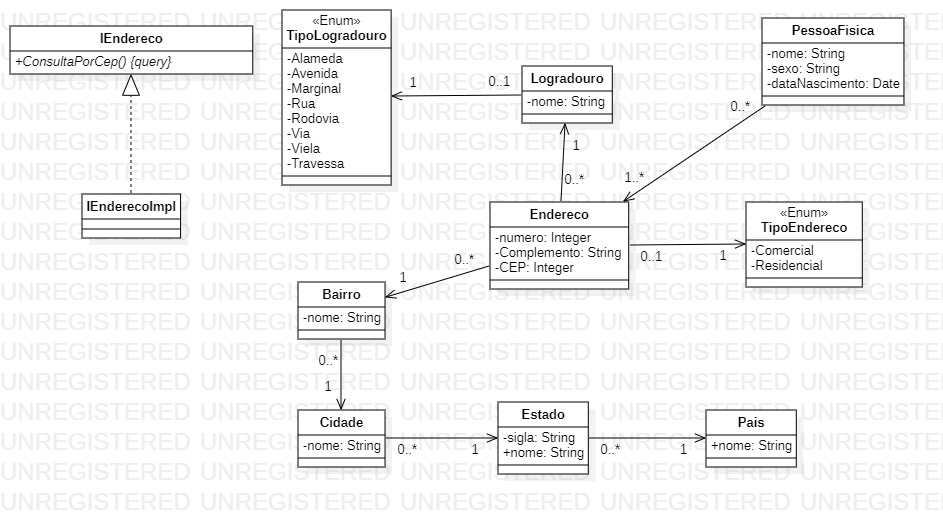 IEndereco
+ConsultaPorCep() {query}
IEnderecoImpl
«Enum»
TipoLogradouro
-Alameda
-Avenida
-Marginal
-Rua
-Rodovia
-Via
-Viela
-Travessa
1
0..1
Logradouro
-nome: String
1
0..*
PessoaFisica
-nome: String
-sexo: String
-dataNascimento: Date
0..*
1..*
Endereco
-numero: Integer
-Complemento: String
-CEP: Integer
0..1
1
«Enum»
TipoEndereco
-Comercial
-Residencial
0..*
1
Bairro
-nome: String
0..*
1
Cidade
-nome: String
0..*
1
Estado
-sigla: String
+nome: String
0..*
1
Pais
+nome: String
UNREGISTERED UNREGISTERED UNREGISTERED UNREGISTERED UNREGISTERED